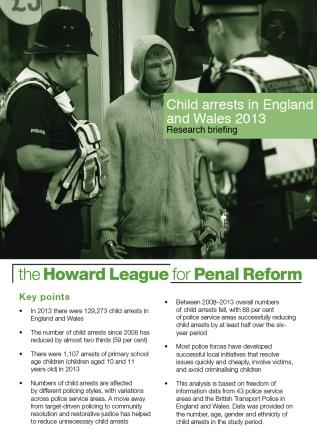 £5
POLICE
Child arrests in England
and Wales 2013
Research briefing
the Howard League for Penal Reform
Key points
• In 2013 there were 129,273 child arrests in
England and Wales
• The number of child arrests since 2008 has
reduced by almost two thirds (59 per cent)
• There were 1,107 arrests of primary school
age children (children aged 10 and 11
years old) in 2013
• Numbers of child arrests are affected
by different policing styles, with variations
across police service areas. A move away
from target-driven policing to community
resolution and restorative justice has helped
to reduce unnecessary child arrests
• Between 2008–2013 overall numbers
of child arrests fell, with 68 per cent
of police service areas successfully reducing
child arrests by at least half over the six-
year period
• Most police forces have developed
successful local initiatives that resolve
issues quickly and cheaply, involve victims,
and avoid criminalising children
• This analysis is based on freedom of
information data from 43 police service
areas and the British Transport Police in
England and Wales. Data was provided on
the number, age, gender and ethnicity of
child arrests in the study period.